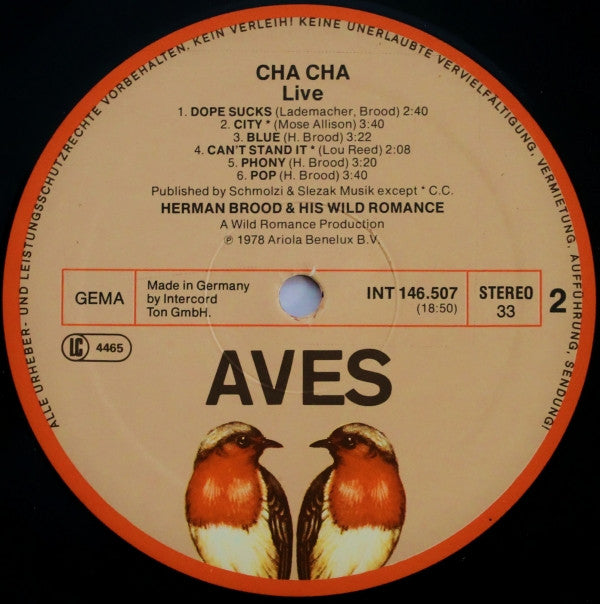 ALLE URHEBER- UND LEISTUNGSSCHUTZRECHTE VORBEHALTEN. KEIN VERLEIH! KEINE UNERLAUBTE VERVIELFÄLTIGUNG, VERMIETUNG, AUFFÜHRUNG, SENDUNG!
CHA CHA
Live
1. DOPE SUCKS (Lademacher, Brood) 2:40
2. CITY * (Mose Allison) 3:40
3. BLUE (H. Brood) 3:22
4. CAN'T STAND IT * (Lou Reed) 2:08
5. PHONY (H. Brood) 3:20
6. POP (H. Brood) 3:40
Published by Schmolzi & Slezak Musik except * C.C.
HERMAN BROOD & HIS WILD ROMANCE
A Wild Romance Production
℗ 1978 Ariola Benelux B.V.
GEMA
Made in Germany
by Intercord
Ton GmbH.
INT 146.507
(18:50)
STEREO
33
2
LC 4465
AVES